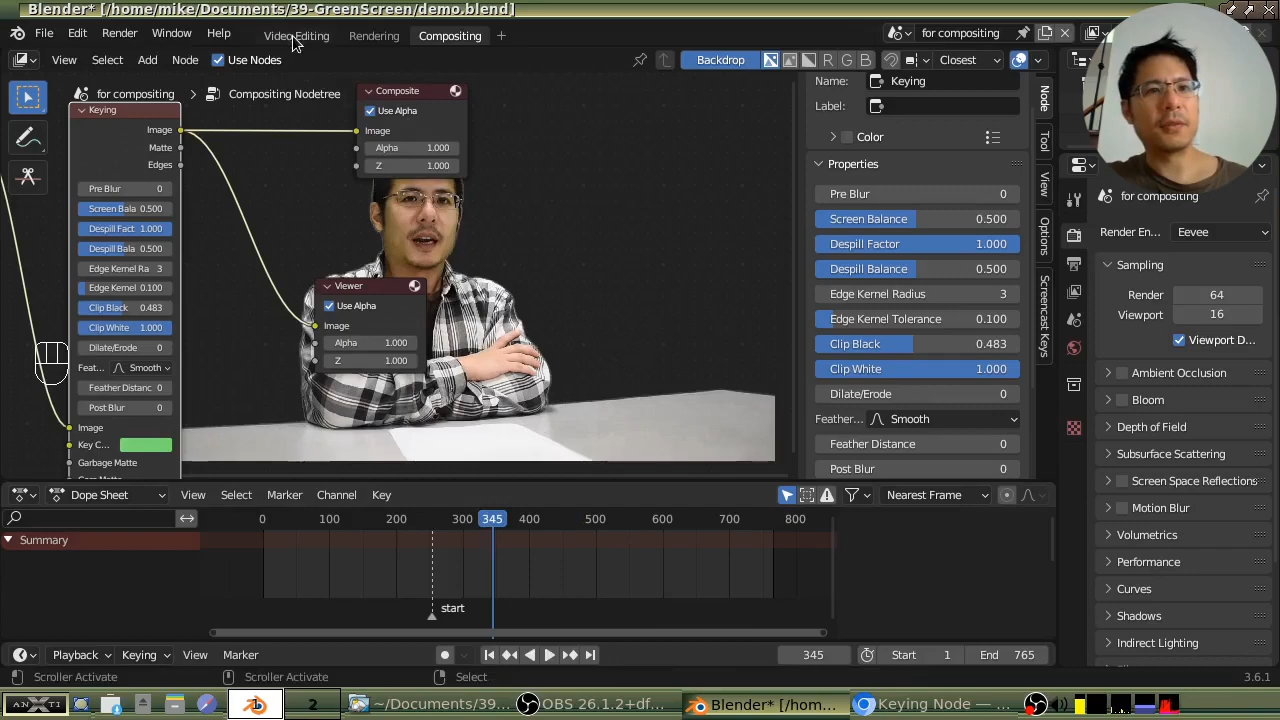 Blender* [/home/mike/Documents/39-GreenScreen/demo.blend]
File Edit Render Window Help Video Editing Rendering Compositing + for compositing
View Select Add Node Use Nodes Backdrop Closest
for compositing > Compositing Nodetree
Keying
Image
Matte
Edges
Pre Blur 0
Screen Bala 0.500
Despill Fact 1.000
Despill Bala 0.500
Edge Kernel Ra 3
Edge Kernel 0.100
Clip Black 0.483
Clip White 1.000
Dilate/Erode 0
Feat... Smooth
Feather Distanc 0
Post Blur 0
Image
Key C...
Garbage Matte
Composite
Use Alpha
Image
Alpha 1.000
Z 1.000
Viewer
Use Alpha
Image
Alpha 1.000
Z 1.000
Name: Keying
Label:
Color
Properties
Pre Blur 0
Screen Balance 0.500
Despill Factor 1.000
Despill Balance 0.500
Edge Kernel Radius 3
Edge Kernel Tolerance 0.100
Clip Black 0.483
Clip White 1.000
Dilate/Erode 0
Feather... Smooth
Feather Distance 0
Post Blur 0
Node
Tool
View
Options
Screencast Keys
for compositing
Render En... Eevee
Sampling
Render 64
Viewport 16
Viewport D...
Ambient Occlusion
Bloom
Depth of Field
Subsurface Scattering
Screen Space Reflections
Motion Blur
Volumetrics
Performance
Curves
Shadows
Indirect Lighting
Dope Sheet View Select Marker Channel Key Nearest Frame
0 100 200 300 345 400 500 600 700 800
Summary
start
Playback Keying View Marker 345 Start 1 End 765
Scroller Activate Scroller Activate Select 3.6.1
ANXTI 2 ~/Documents/39... OBS 26.1.2+df... Blender* [/hom... Keying Node — ...